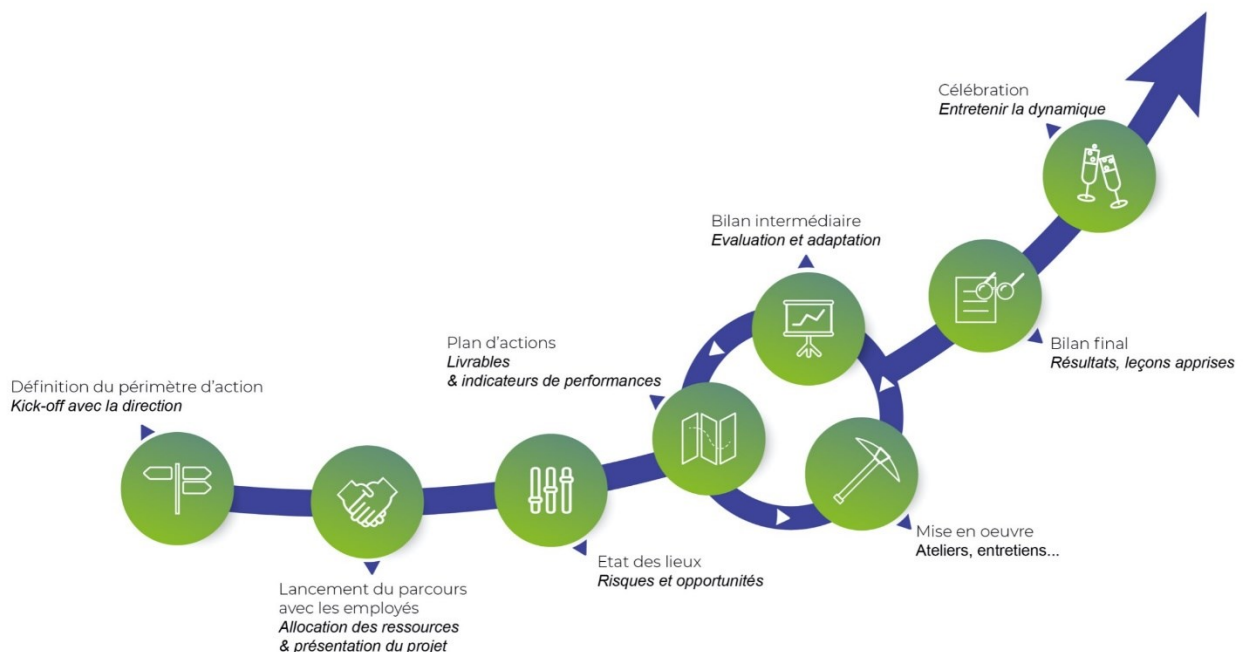 Définition du périmètre d'action
Kick-off avec la direction
Lancement du parcours
avec les employés
Allocation des ressources
& présentation du projet
Etat des lieux
Risques et opportunités
Plan d'actions
Livrables
& indicateurs de performances
Mise en oeuvre
Ateliers, entretiens...
Bilan intermédiaire
Evaluation et adaptation
Bilan final
Résultats, leçons apprises
Célébration
Entretenir la dynamique